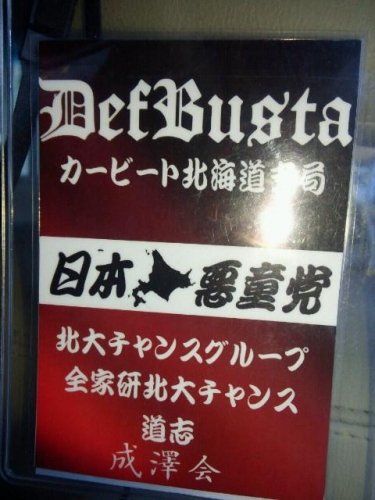 DefBusta
カービート北海道支局
日本 悪童党
北大チャンスグループ
全家研北大チャンス
道志
成澤会